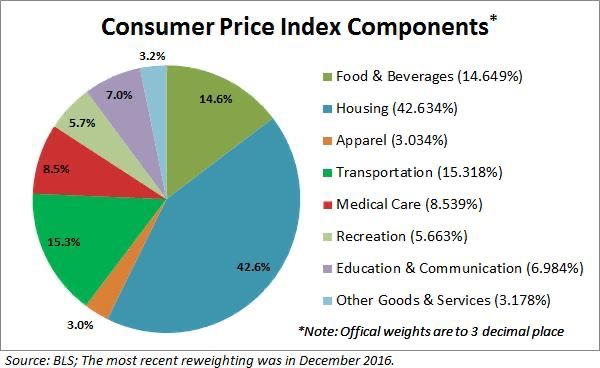 Consumer Price Index Components*
3.2%
7.0%
14.6%
5.7%
8.5%
15.3%
42.6%
3.0%
Food & Beverages (14.649%)
Housing (42.634%)
Apparel (3.034%)
Transportation (15.318%)
Medical Care (8.539%)
Recreation (5.663%)
Education & Communication (6.984%)
Other Goods & Services (3.178%)
*Note: Offical weights are to 3 decimal place
Source: BLS; The most recent reweighting was in December 2016.